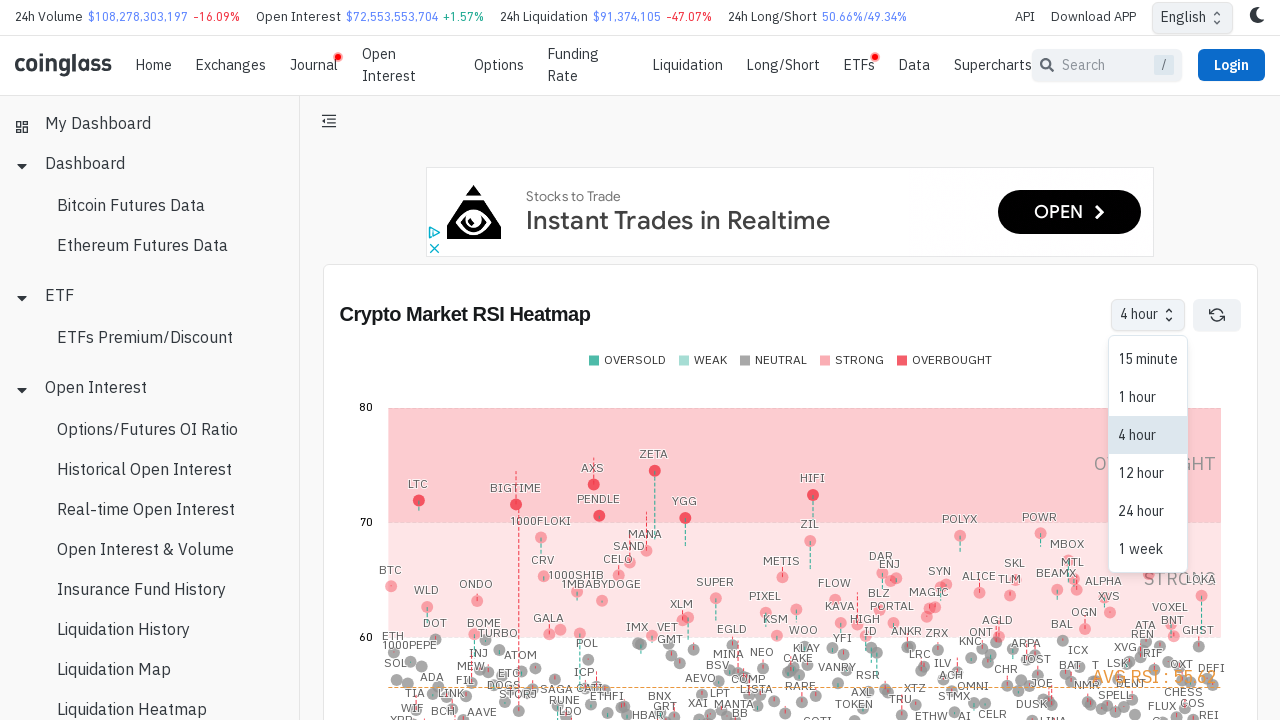 24h Volume $108,278,303,197 -16.09% Open Interest $72,553,553,704 +1.57% 24h Liquidation $91,374,105 -47.07% 24h Long/Short 50.66%/49.34% API Download APP English
coinglass Home Exchanges Journal Open Interest Options Funding Rate Liquidation Long/Short ETFs Data Supercharts Search / Login
My Dashboard
Dashboard
Bitcoin Futures Data
Ethereum Futures Data
ETF
ETFs Premium/Discount
Open Interest
Options/Futures OI Ratio
Historical Open Interest
Real-time Open Interest
Open Interest & Volume
Insurance Fund History
Liquidation History
Liquidation Map
Liquidation Heatmap
Stocks to Trade
Instant Trades in Realtime
OPEN
Crypto Market RSI Heatmap
4 hour
15 minute
1 hour
4 hour
12 hour
24 hour
1 week
OVERSOLD WEAK NEUTRAL STRONG OVERBOUGHT
80
ZETA
AXS
LTC BIGTIME PENDLE YGG HIFI
70
1000FLOKI MANA ZIL POLYX POWR
SAND MBOX
CRV CELO METIS DAR ENJ SKL MTL
BTC 1000SHIB SYN ALICE TLM BEAMX
WLD ONDO 1MBABYDOGE SUPER FLOW BLZ MAGIC ALPHA
STRONG
XLM PIXEL KAVA PORTAL XVS
DOT BOME GALA KSM HIGH OGN VOXEL
60
ETH TURBO IMX VET EGLD WOO YFI ID ANKR ZRX ONT AGLD BAL ATA BNT GHST
1000PEPE INJ POL GMT NEO KLAY KNC ARPA ICX XVG REN
SOL MEW ATOM MINA CAKE LRC IOST RIF
FIL ETC ICP BSV VANRY RSR ILV CHR BAT T LSK OXT DEFI
ADA DOGS AEVO COMP ACH JOE NMR DENT
AVG RSI : 55.67
TIA LINK STORJ SAGA CATI ETHFI BNX LPT LISTA RARE AXL XTZ OMNI SPELL CHESS
WIF BCH AAVE RUNE GRT XAI MANTA TOKEN TRU STMX DUSK FLUX COS
XRP HBAR BB ETHW AI CELR REI